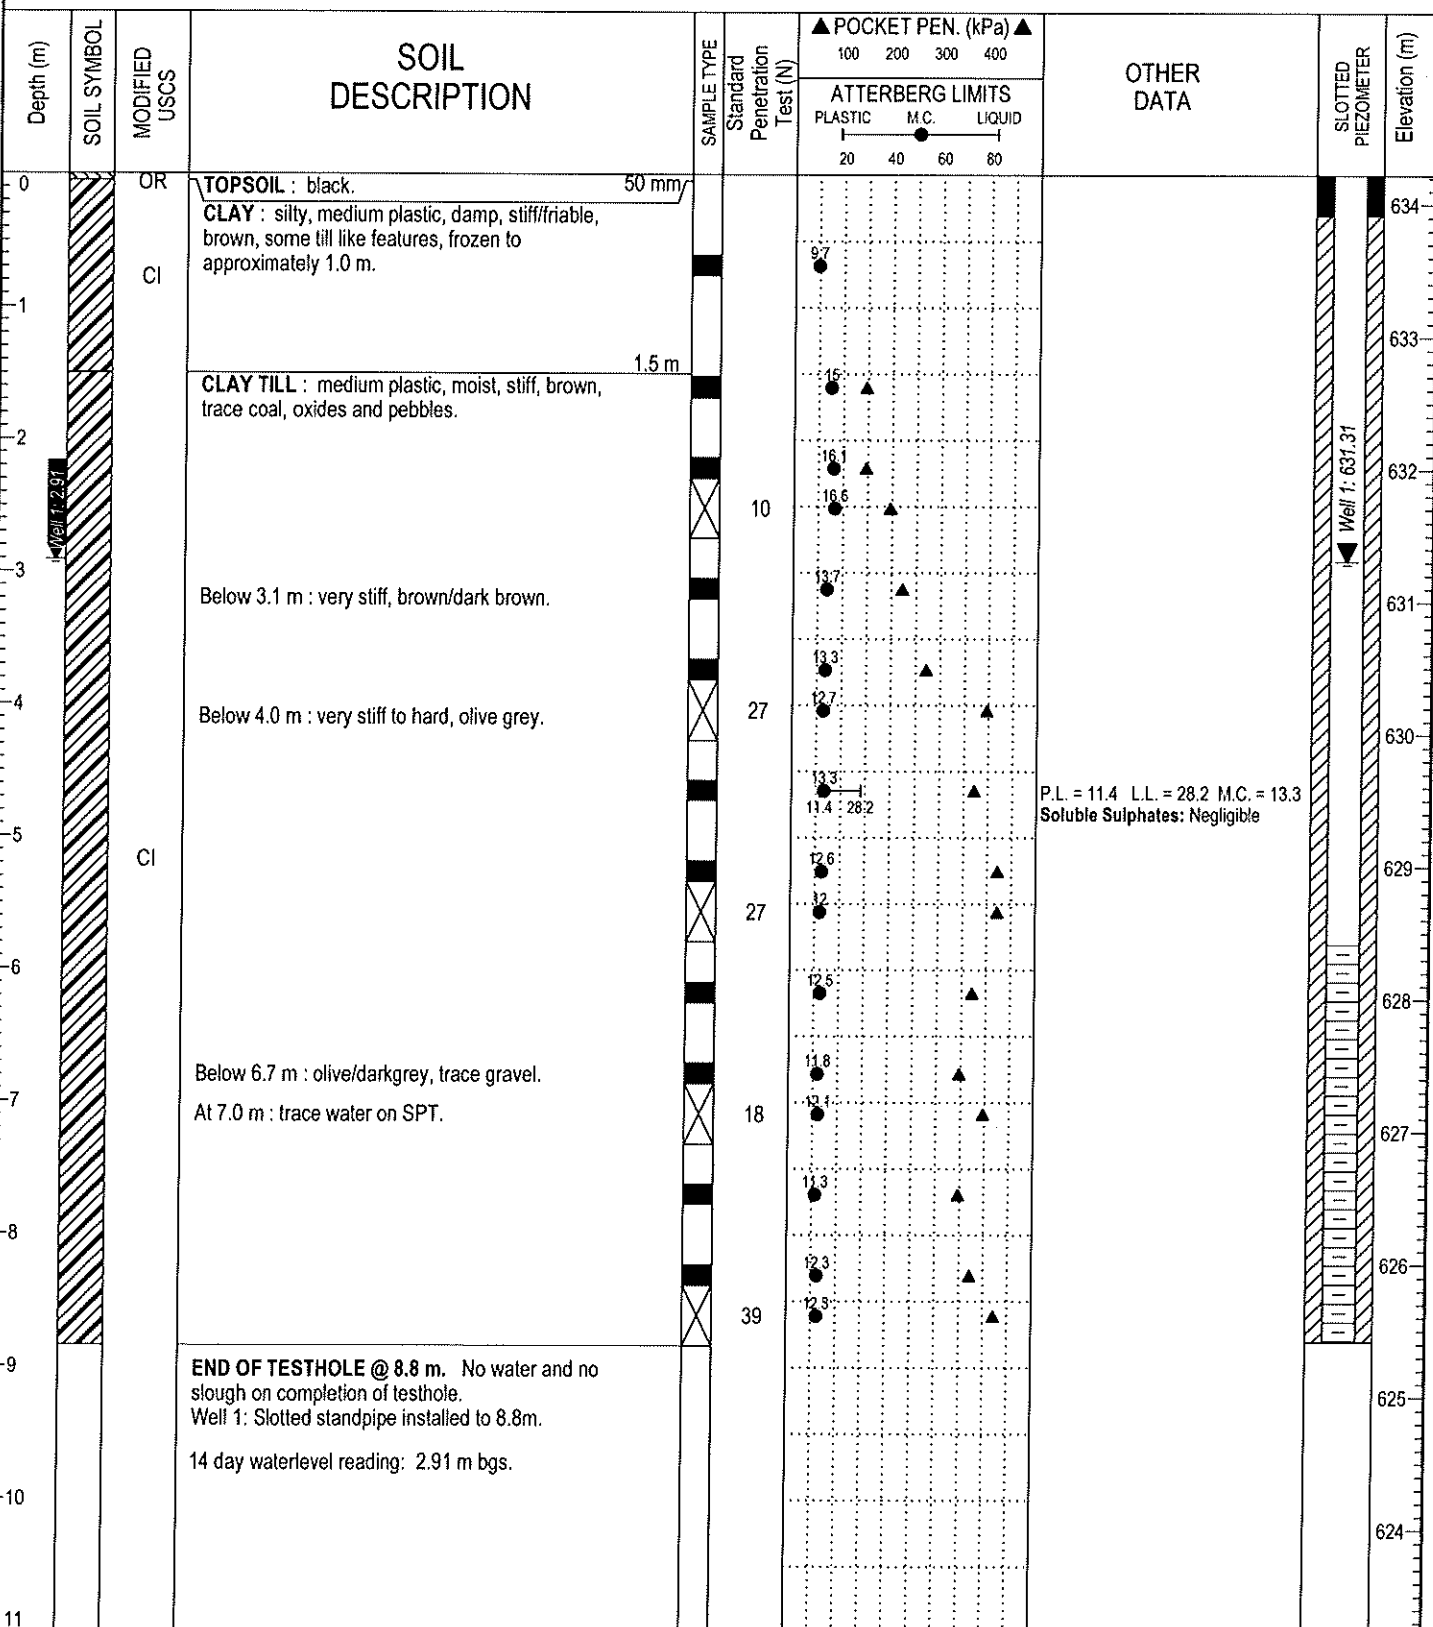 Depth (m)
SOIL SYMBOL
MODIFIED
USCS
SOIL
DESCRIPTION
SAMPLE TYPE
Standard
Penetration
Test (N)
▲ POCKET PEN. (kPa) ▲
100 200 300 400
ATTERBERG LIMITS
PLASTIC M.C. LIQUID
20 40 60 80
OTHER
DATA
SLOTTED
PIEZOMETER
Elevation (m)
0
OR
TOPSOIL : black. 50 mm
CLAY : silty, medium plastic, damp, stiff/friable,
brown, some till like features, frozen to
approximately 1.0 m.
634
CI
9.7
1
633
1.5 m
CLAY TILL : medium plastic, moist, stiff, brown,
trace coal, oxides and pebbles.
15
2
16.1
632
Well 1: 2.91
Well 1: 631.31
10
16.6
3
Below 3.1 m : very stiff, brown/dark brown.
13.7
631
13.3
4
Below 4.0 m : very stiff to hard, olive grey.
27
12.7
630
13.3
11.4 28.2
P.L. = 11.4 L.L. = 28.2 M.C. = 13.3
Soluble Sulphates: Negligible
5
CI
12.6
629
27
12
6
12.5
628
Below 6.7 m : olive/darkgrey, trace gravel.
11.8
7
At 7.0 m : trace water on SPT.
18
12.1
627
11.3
8
12.3
626
39
12.3
9
END OF TESTHOLE @ 8.8 m. No water and no
slough on completion of testhole.
Well 1: Slotted standpipe installed to 8.8m.
625
14 day waterlevel reading: 2.91 m bgs.
10
624
11